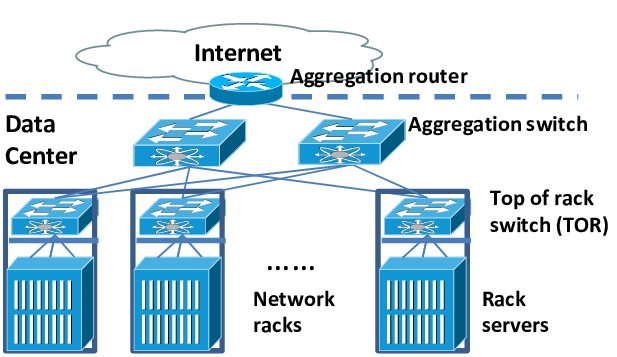 Internet
Aggregation router
Data
Center
Aggregation switch
Top of rack
switch (TOR)
......
Network
racks
Rack
servers